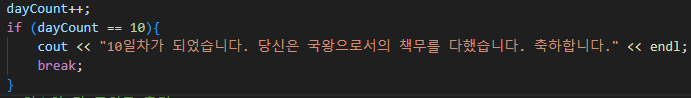 dayCount++;
if (dayCount == 10){
cout << "10일차가 되었습니다. 당신은 국왕으로서의 책무를 다했습니다. 축하합니다." << endl;
break;
}